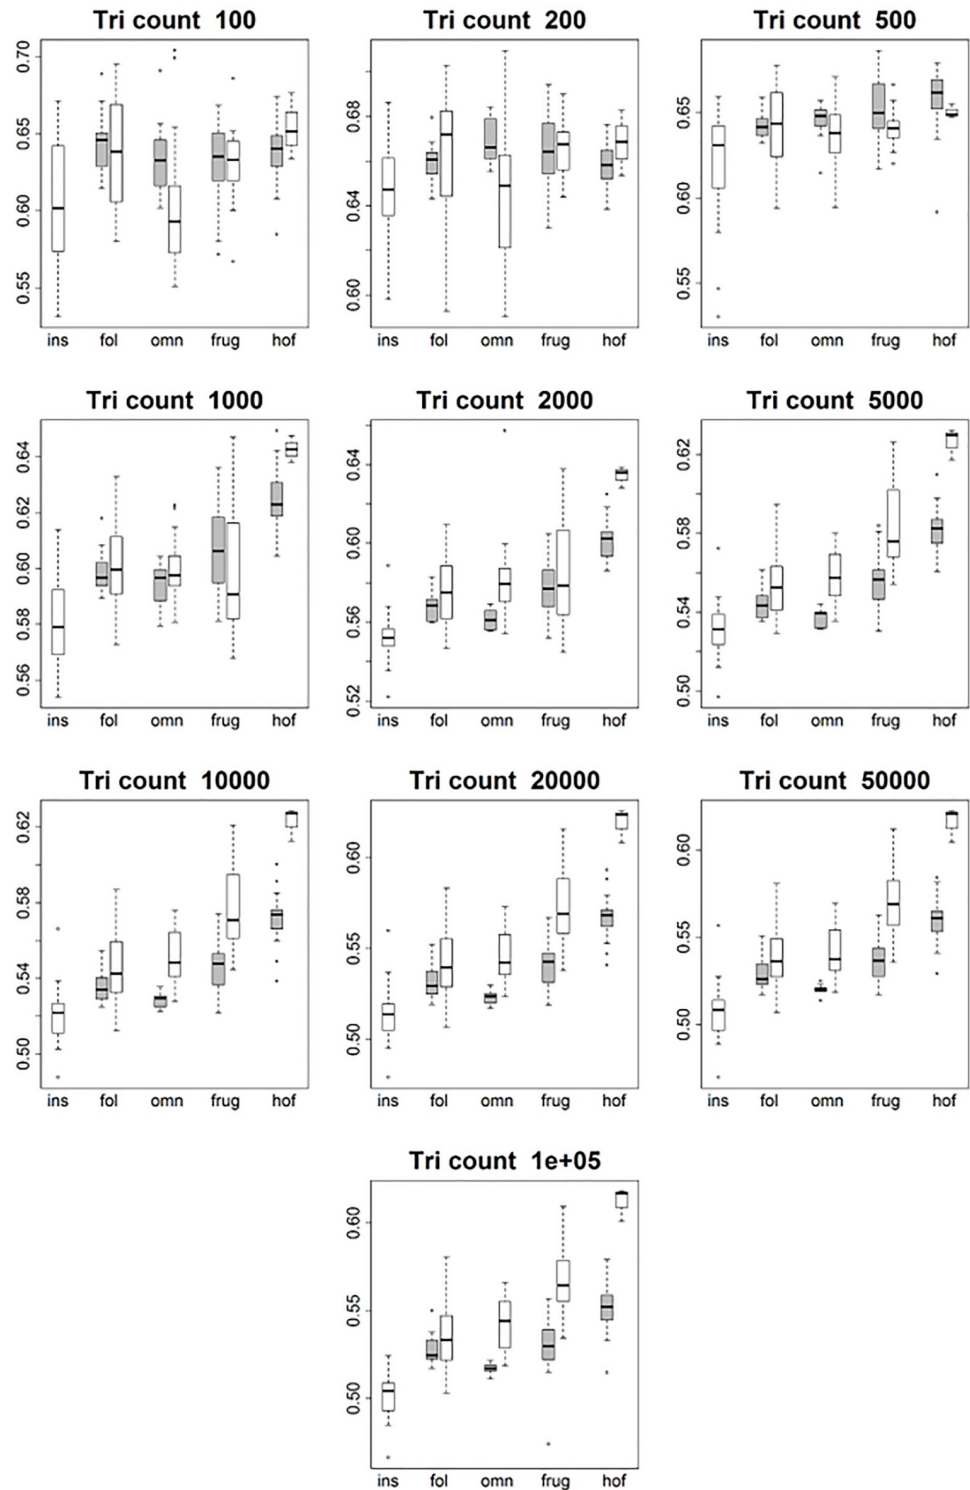 Tri count 100
Tri count 200
Tri count 500
0.70
0.65
0.60
0.55
0.68
0.64
0.60
0.65
0.60
0.55
ins fol omn frug hof
ins fol omn frug hof
ins fol omn frug hof
Tri count 1000
Tri count 2000
Tri count 5000
0.64
0.62
0.60
0.58
0.56
0.64
0.60
0.56
0.52
0.62
0.58
0.54
0.50
ins fol omn frug hof
ins fol omn frug hof
ins fol omn frug hof
Tri count 10000
Tri count 20000
Tri count 50000
0.62
0.58
0.54
0.50
0.60
0.55
0.50
0.60
0.55
0.50
ins fol omn frug hof
ins fol omn frug hof
ins fol omn frug hof
Tri count 1e+05
0.60
0.55
0.50
ins fol omn frug hof